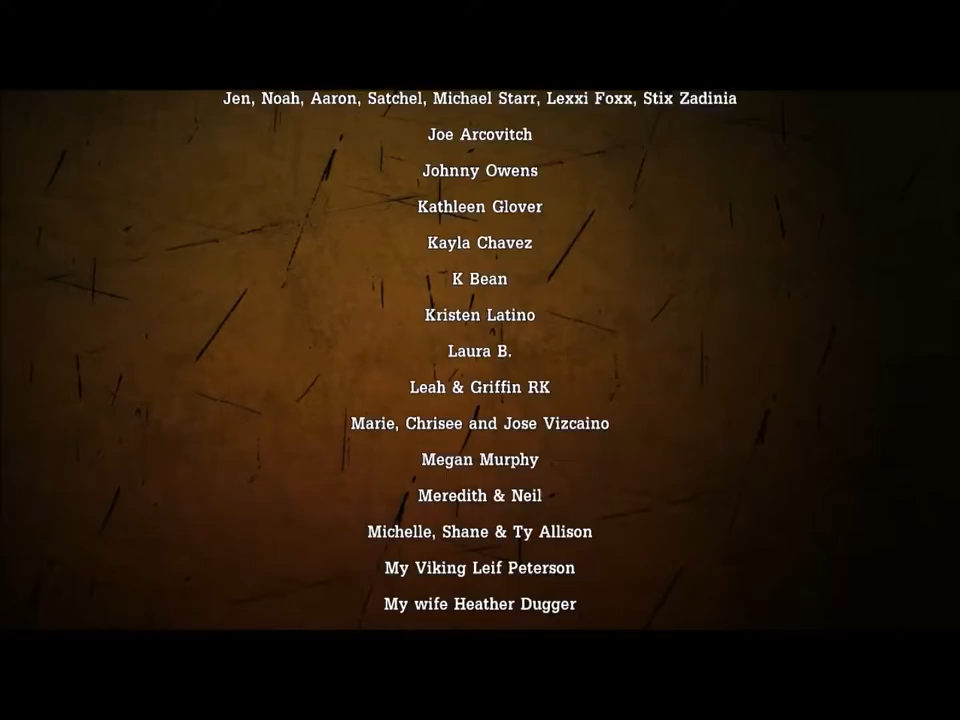 Jen, Noah, Aaron, Satchel, Michael Starr, Lexxi Foxx, Stix Zadinia
Joe Arcovitch
Johnny Owens
Kathleen Glover
Kayla Chavez
K Bean
Kristen Latino
Laura B.
Leah & Griffin RK
Marie, Chrisee and Jose Vizcaino
Megan Murphy
Meredith & Neil
Michelle, Shane & Ty Allison
My Viking Leif Peterson
My wife Heather Dugger